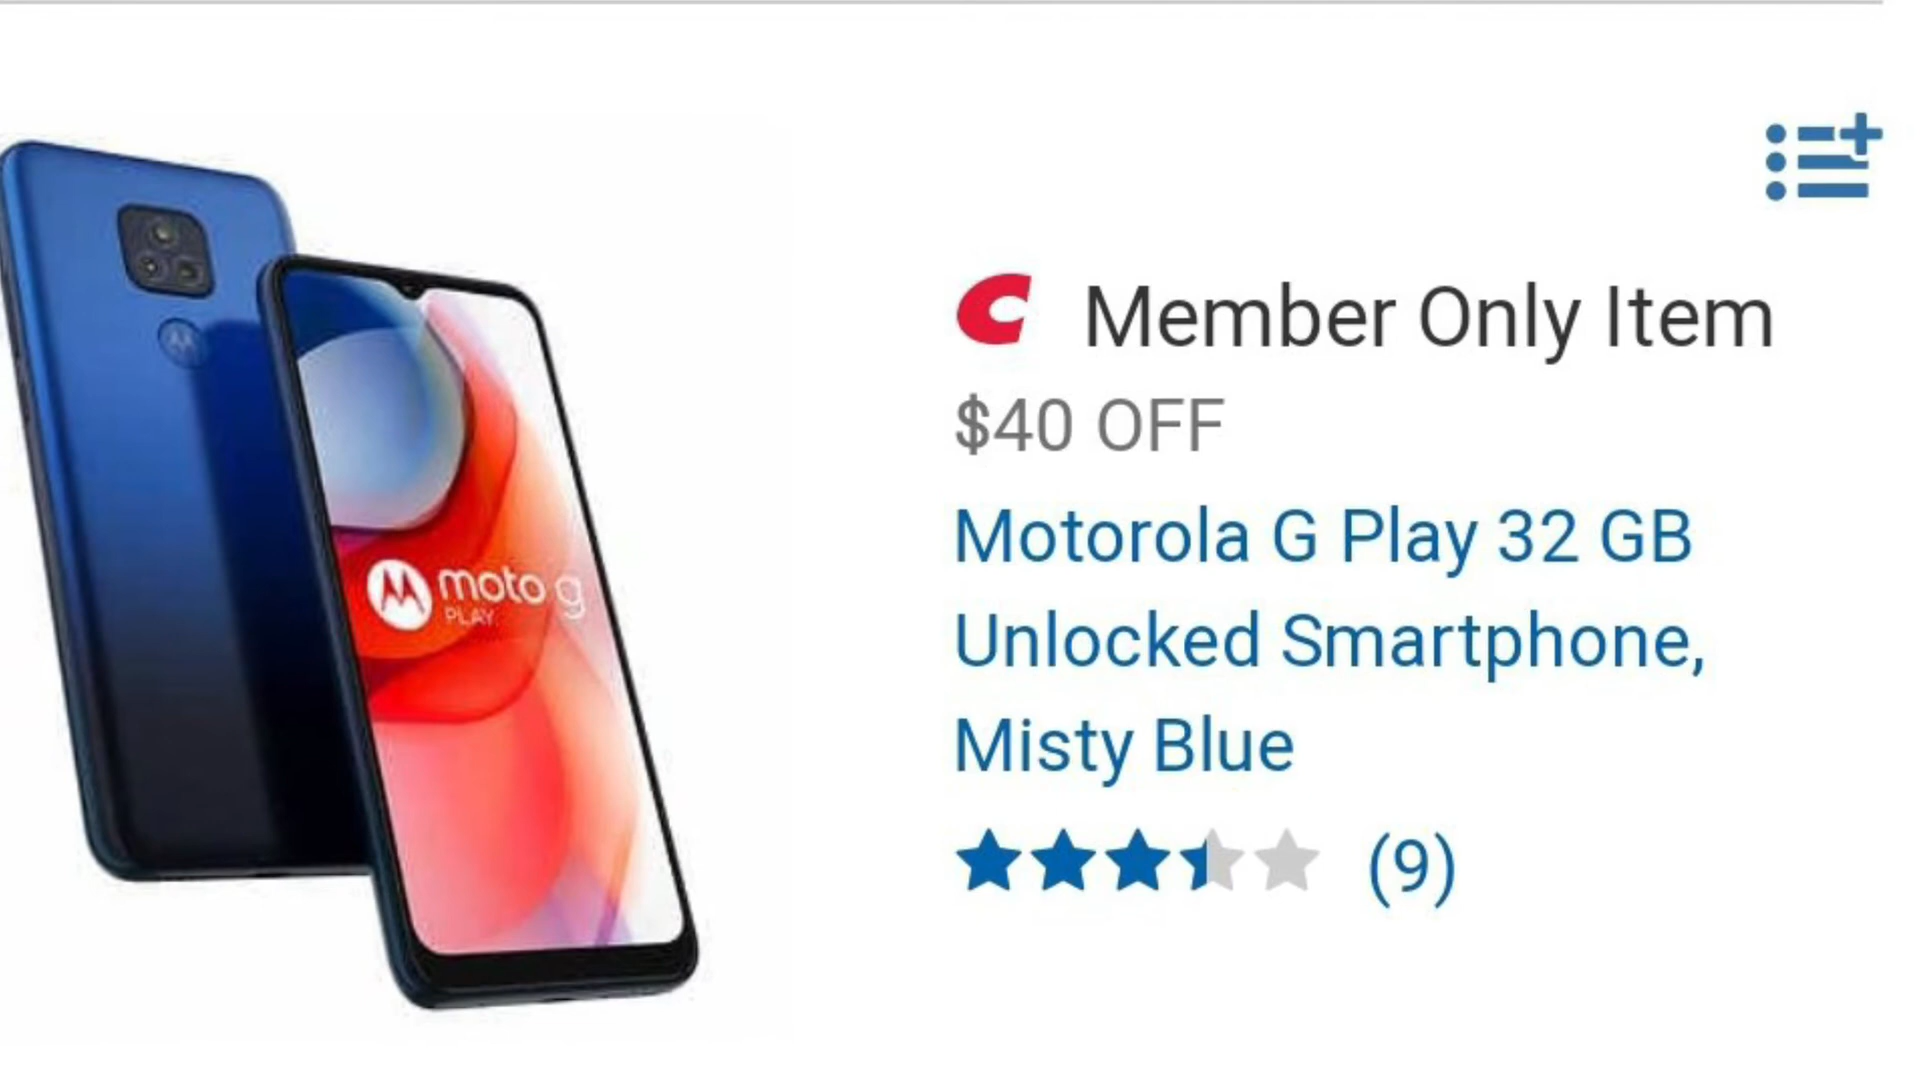 Member Only Item
$40 OFF
Motorola G Play 32 GB
Unlocked Smartphone,
Misty Blue
(9)
moto g
PLAY